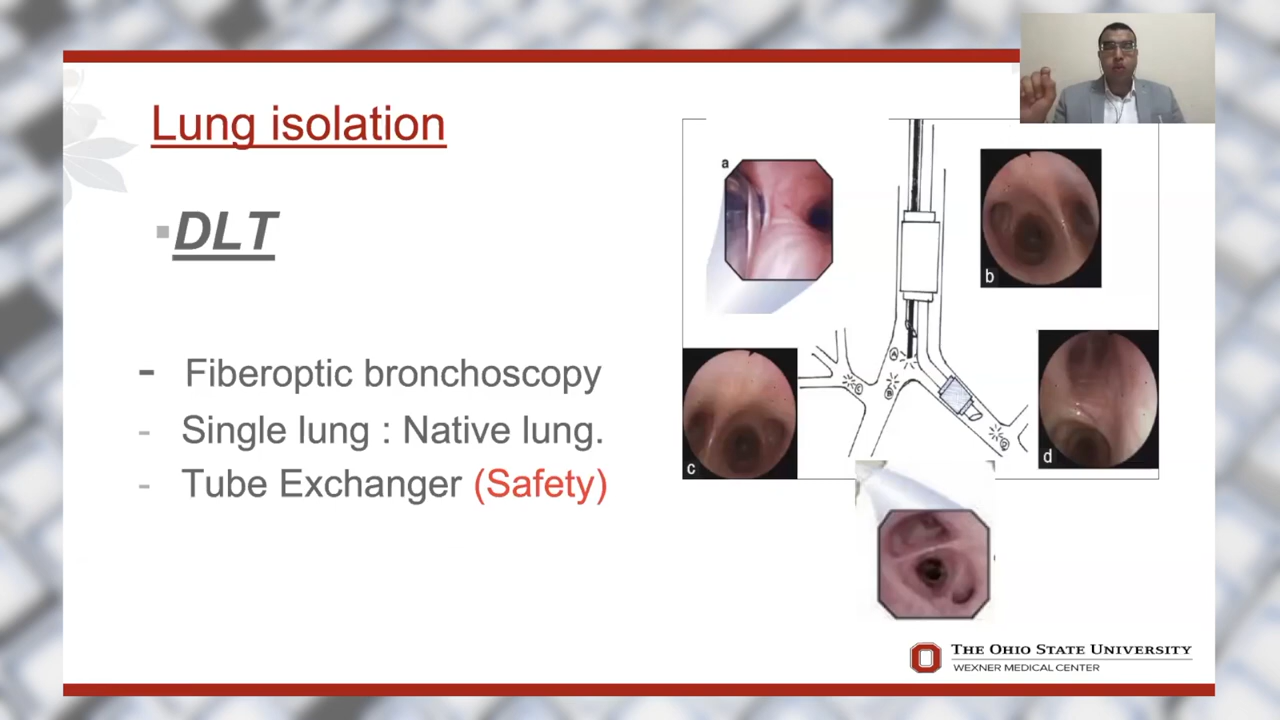 Lung isolation
DLT
- Fiberoptic bronchoscopy
- Single lung : Native lung.
- Tube Exchanger (Safety)
a
b
c
d
A
B
C
D
THE OHIO STATE UNIVERSITY
WEXNER MEDICAL CENTER